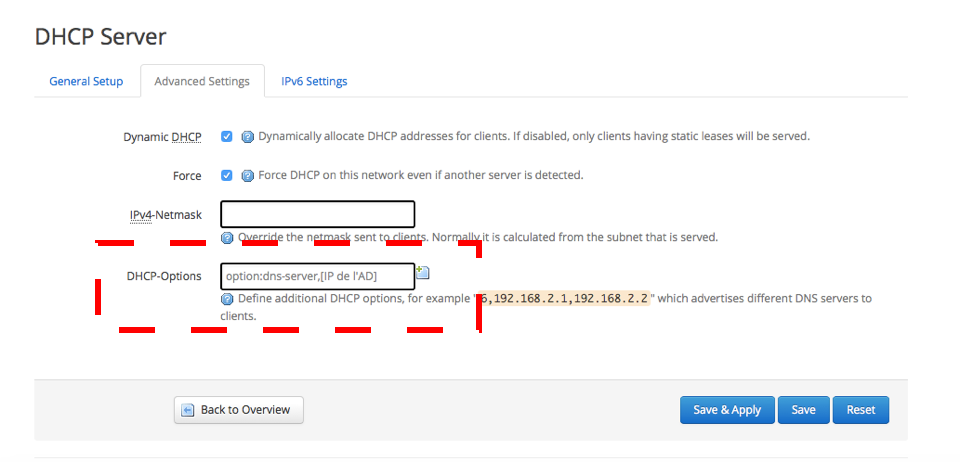 DHCP Server
General Setup
Advanced Settings
IPv6 Settings
Dynamic DHCP
Dynamically allocate DHCP addresses for clients. If disabled, only clients having static leases will be served.
Force
Force DHCP on this network even if another server is detected.
IPv4-Netmask
Override the netmask sent to clients. Normally it is calculated from the subnet that is served.
DHCP-Options
option:dns-server,[IP de l'AD]
Define additional DHCP options, for example "6,192.168.2.1,192.168.2.2" which advertises different DNS servers to
clients.
Back to Overview
Save & Apply
Save
Reset